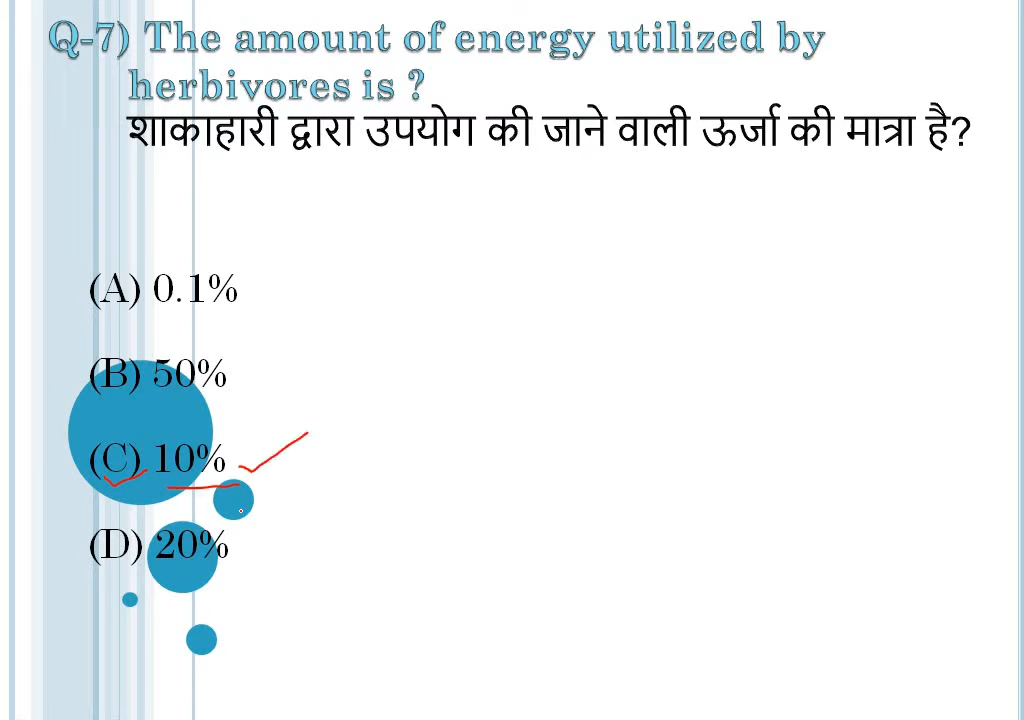 Q-7) The amount of energy utilized by
herbivores is ?
शाकाहारी द्वारा उपयोग की जाने वाली ऊर्जा की मात्रा है?
(A) 0.1%
(B) 50%
(C) 10%
(D) 20%